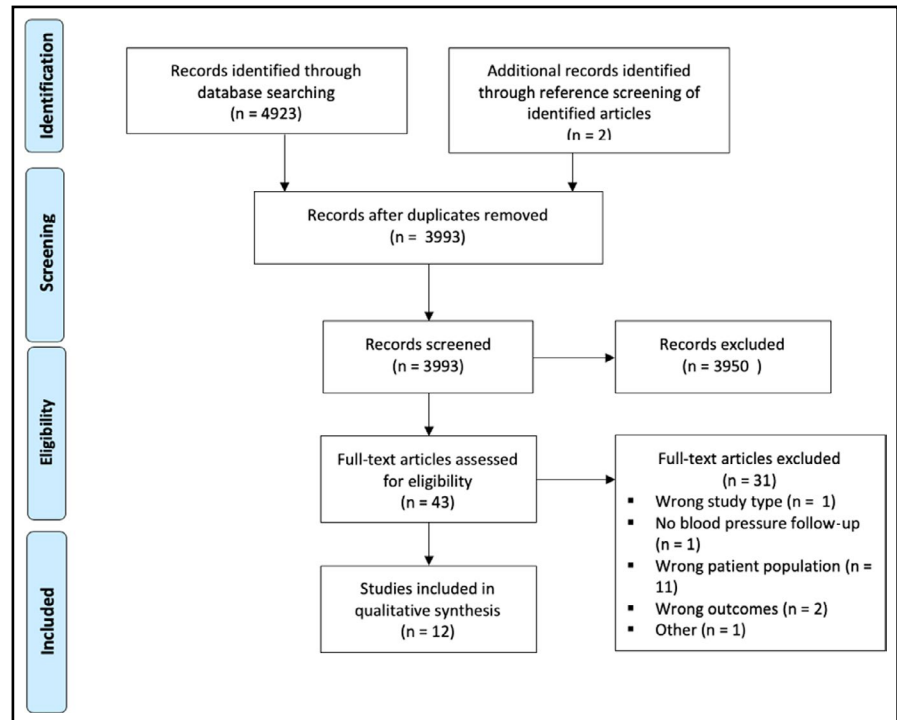 Identification
Records identified through
database searching
(n = 4923)
Additional records identified
through reference screening of
identified articles
(n = 2)
Screening
Records after duplicates removed
(n = 3993)
Records screened
(n = 3993)
Records excluded
(n = 3950 )
Eligibility
Full-text articles assessed
for eligibility
(n = 43)
Full-text articles excluded
(n = 31)
▪ Wrong study type (n = 1)
▪ No blood pressure follow-up
(n = 1)
▪ Wrong patient population (n =
11)
▪ Wrong outcomes (n = 2)
▪ Other (n = 1)
Included
Studies included in
qualitative synthesis
(n = 12)